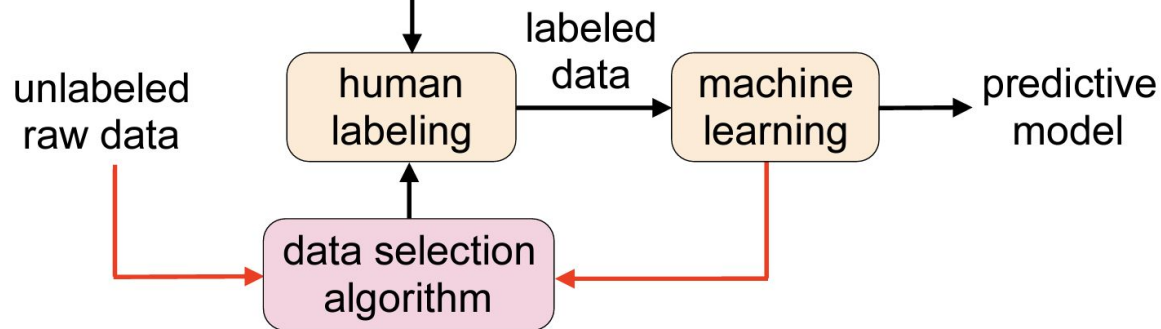 unlabeled
raw data
human
labeling
labeled
data
machine
learning
predictive
model
data selection
algorithm